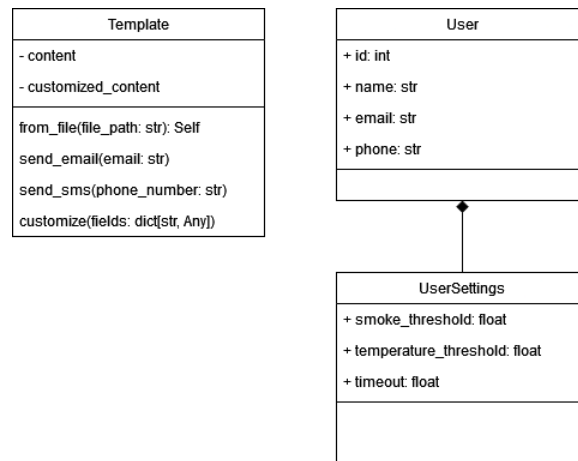 Template
- content
- customized_content
from_file(file_path: str): Self
send_email(email: str)
send_sms(phone_number: str)
customize(fields: dict[str, Any])
User
+ id: int
+ name: str
+ email: str
+ phone: str
UserSettings
+ smoke_threshold: float
+ temperature_threshold: float
+ timeout: float